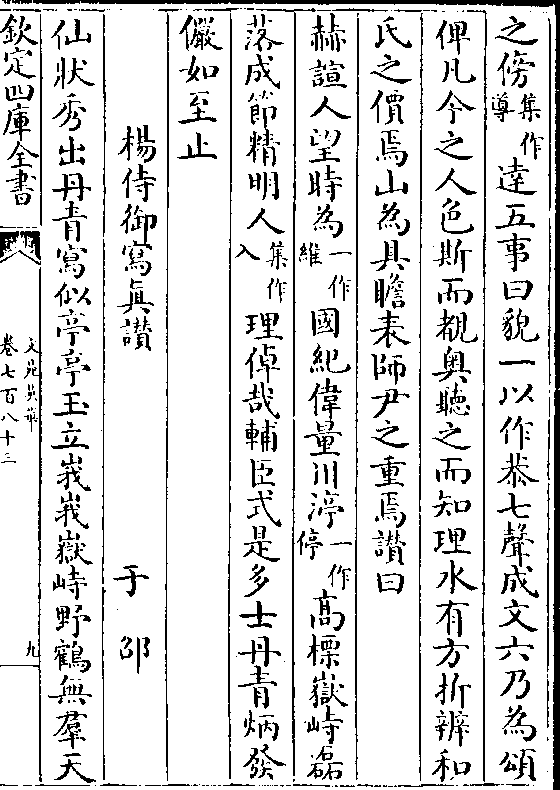 之傍集作導達五事曰貌一以作恭七聲成文六乃為頌
俾凡今之人色斯而覩奥聽之而知理水有方折辨和
氏之價焉山為具瞻表師尹之重焉讃曰
赫諠人望時為一作維國紀偉量川渟一作停高標嶽峙磊
落成節精明人集作入理倬哉輔臣式是多士丹青炳發
儼如至止
楊侍御寫真讃
于邵
仙狀秀出丹青寫似亭亭玉立峩峩嶽峙野鶴無羣天
欽定四庫全書
文苑英華
卷七百八十三
九